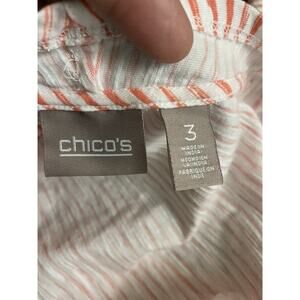 chico's
3
MADE IN
INDIA/
HECHO EN
LA INDIA/
FABRIQUÉ EN
INDE